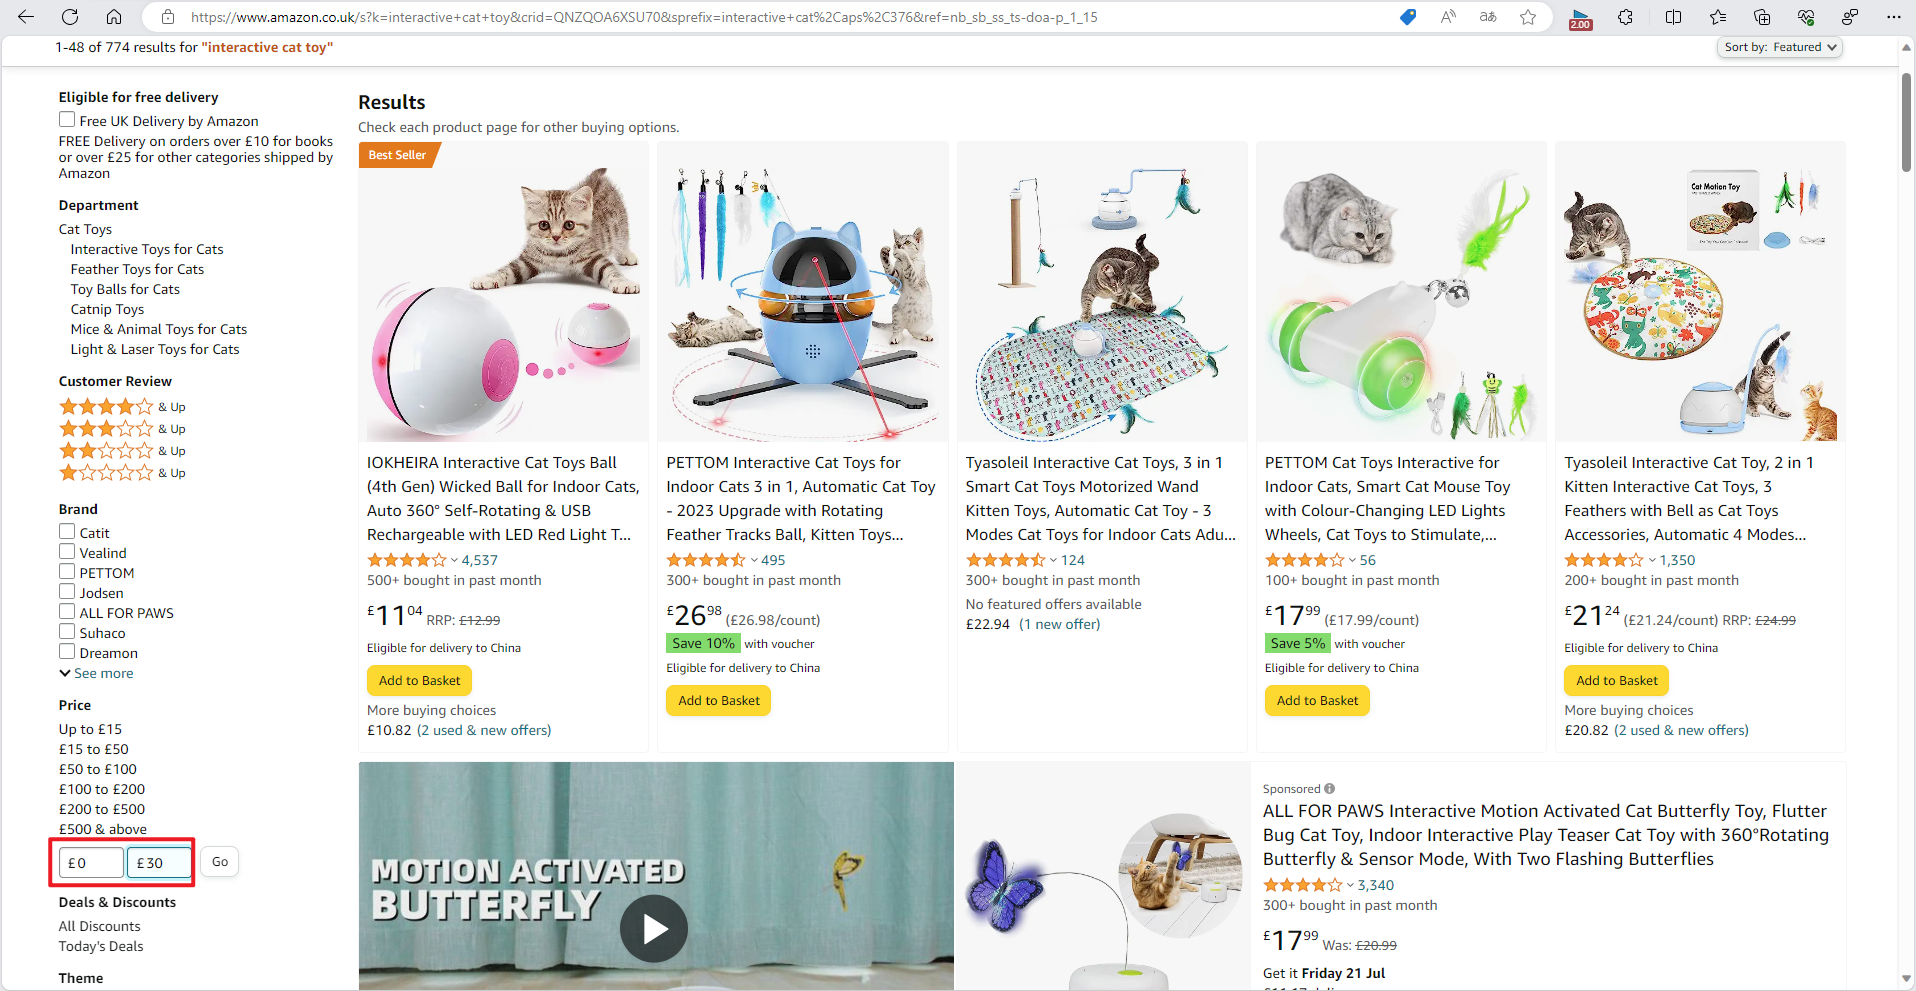 https://www.amazon.co.uk/s?k=interactive+cat+toy&crid=QNZQOA6XSU70&sprefix=interactive+cat%2Caps%2C376&ref=nb_sb_ss_ts-doa-p_1_15
2.00
1-48 of 774 results for "interactive cat toy"
Sort by: Featured
Eligible for free delivery
Free UK Delivery by Amazon
FREE Delivery on orders over £10 for books
or over £25 for other categories shipped by
Amazon
Department
Cat Toys
Interactive Toys for Cats
Feather Toys for Cats
Toy Balls for Cats
Catnip Toys
Mice & Animal Toys for Cats
Light & Laser Toys for Cats
Customer Review
& Up
& Up
& Up
& Up
Brand
Catit
Vealind
PETTOM
Jodsen
ALL FOR PAWS
Suhaco
Dreamon
See more
Price
Up to £15
£15 to £50
£50 to £100
£100 to £200
£200 to £500
£500 & above
£0 £30 Go
Deals & Discounts
All Discounts
Today's Deals
Theme
Results
Check each product page for other buying options.
Best Seller
IOKHEIRA Interactive Cat Toys Ball
(4th Gen) Wicked Ball for Indoor Cats,
Auto 360° Self-Rotating & USB
Rechargeable with LED Red Light T...
4,537
500+ bought in past month
£11.04 RRP: £12.99
Eligible for delivery to China
Add to Basket
More buying choices
£10.82 (2 used & new offers)
PETTOM Interactive Cat Toys for
Indoor Cats 3 in 1, Automatic Cat Toy
- 2023 Upgrade with Rotating
Feather Tracks Ball, Kitten Toys...
495
300+ bought in past month
£26.98 (£26.98/count)
Save 10% with voucher
Eligible for delivery to China
Add to Basket
Tyasoleil Interactive Cat Toys, 3 in 1
Smart Cat Toys Motorized Wand
Kitten Toys, Automatic Cat Toy - 3
Modes Cat Toys for Indoor Cats Adu...
124
300+ bought in past month
No featured offers available
£22.94 (1 new offer)
PETTOM Cat Toys Interactive for
Indoor Cats, Smart Cat Mouse Toy
with Colour-Changing LED Lights
Wheels, Cat Toys to Stimulate,...
56
100+ bought in past month
£17.99 (£17.99/count)
Save 5% with voucher
Eligible for delivery to China
Add to Basket
Cat Motion Toy
Tyasoleil Interactive Cat Toy, 2 in 1
Kitten Interactive Cat Toys, 3
Feathers with Bell as Cat Toys
Accessories, Automatic 4 Modes...
1,350
200+ bought in past month
£21.24 (£21.24/count) RRP: £24.99
Eligible for delivery to China
Add to Basket
More buying choices
£20.82 (2 used & new offers)
MOTION ACTIVATED
BUTTERFLY
Sponsored
ALL FOR PAWS Interactive Motion Activated Cat Butterfly Toy, Flutter
Bug Cat Toy, Indoor Interactive Play Teaser Cat Toy with 360°Rotating
Butterfly & Sensor Mode, With Two Flashing Butterflies
3,340
300+ bought in past month
£17.99 Was: £20.99
Get it Friday 21 Jul